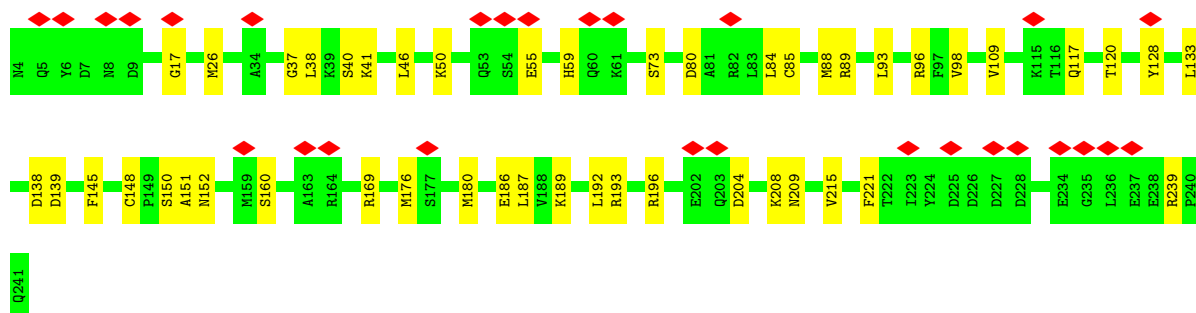 N4 Q5 Y6 D7 N8 D9 G17 M26 A34 G37 L38 K39 S40 K41 L46 K50 Q53 S54 E55 H59 Q60 K61 S73 D80 A81 R82 L83 L84 C85 M88 R89 L93 R96 F97 V98 V109 K115 T116 Q117 T120 Y128 L133
D138 D139 F145 C148 P149 S150 A151 N152 M159 S160 A163 R164 R169 M176 S177 M180 E186 L187 V188 K189 L192 R193 R196 E202 Q203 D204 K208 N209 V215 F221 T222 I223 Y224 D225 D226 D227 D228 E234 G235 L236 E237 E238 R239 P240
Q241